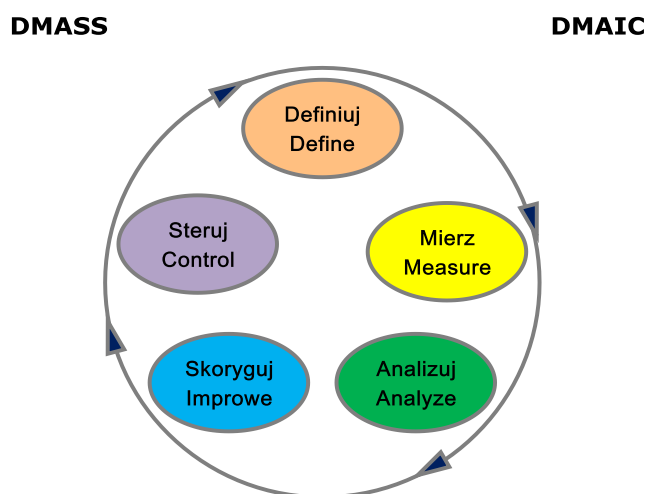 DMASS
DMAIC
Definiuj
Define
Mierz
Measure
Analizuj
Analyze
Skoryguj
Improwe
Steruj
Control